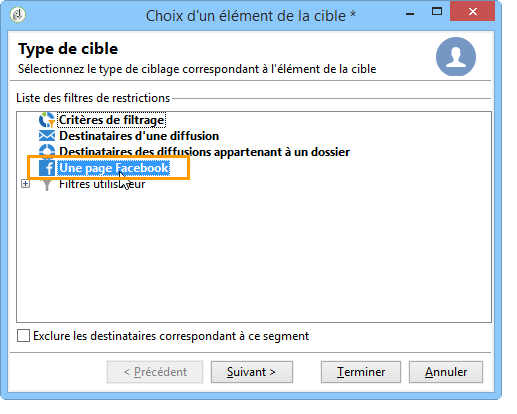 Choix d'un élément de la cible *
Type de cible
Sélectionnez le type de ciblage correspondant à l'élément de la cible
Liste des filtres de restrictions
Critères de filtrage
Destinataires d'une diffusion
Destinataires des diffusions appartenant à un dossier
Une page Facebook
Filtres utilisateur
Exclure les destinataires correspondant à ce segment
< Précédent
Suivant >
Terminer
Annuler